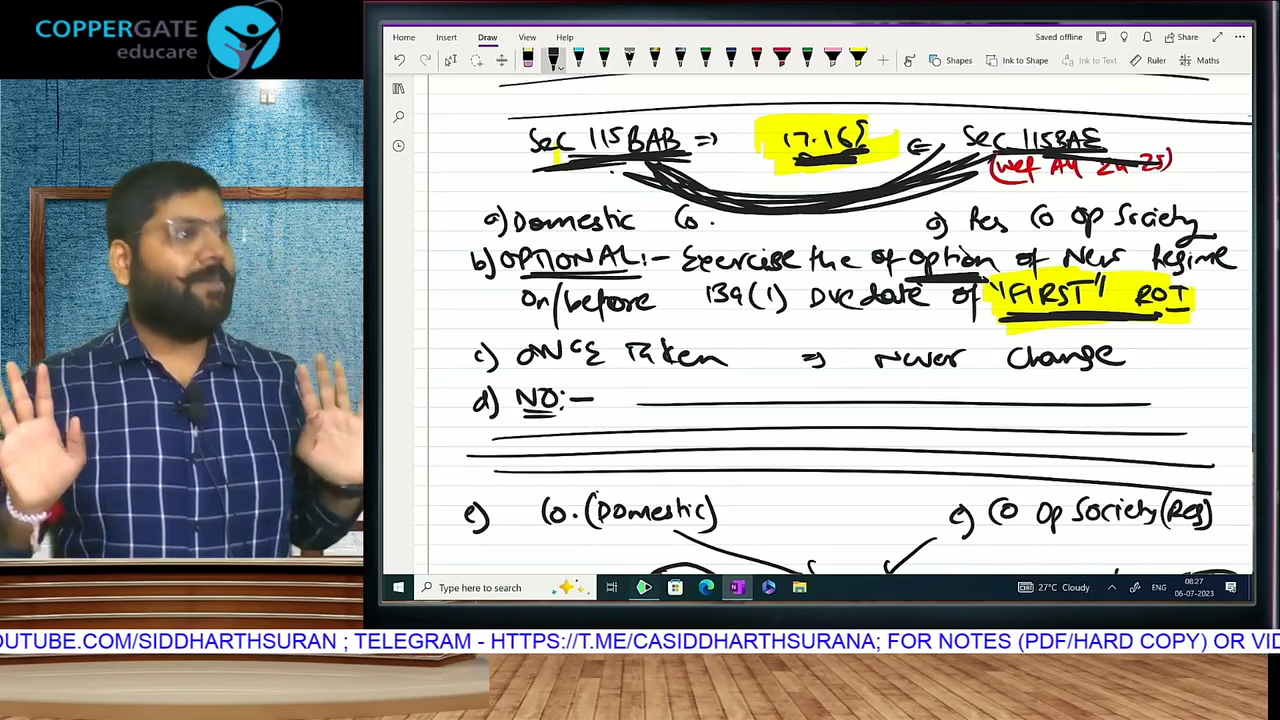 COPPERGATE
educare
Home Insert Draw View Help
Saved offline
Share
Shapes
Ink to Shape
Ink to Text
Ruler
Maths
Sec 115BAB ⇒ 17.16% ⇐ Sec 115BAE
(wef AY 24-25)
a) Domestic Co.
a) Res Co Op Society
b) OPTIONAL:- Exercise the of option of New Regime
on/before 139(1) Due date of "FIRST" ROI
c) ONCE Taken ⇒ Never Change
d) NO:-
e) Co. (Domestic)
e) Co Op Society (Res)
Type here to search
27°C Cloudy
ENG
08:27
06-07-2023
OUTUBE.COM/SIDDHARTHSURAN ; TELEGRAM - HTTPS://T.ME/CASIDDHARTHSURANA; FOR NOTES (PDF/HARD COPY) OR VID